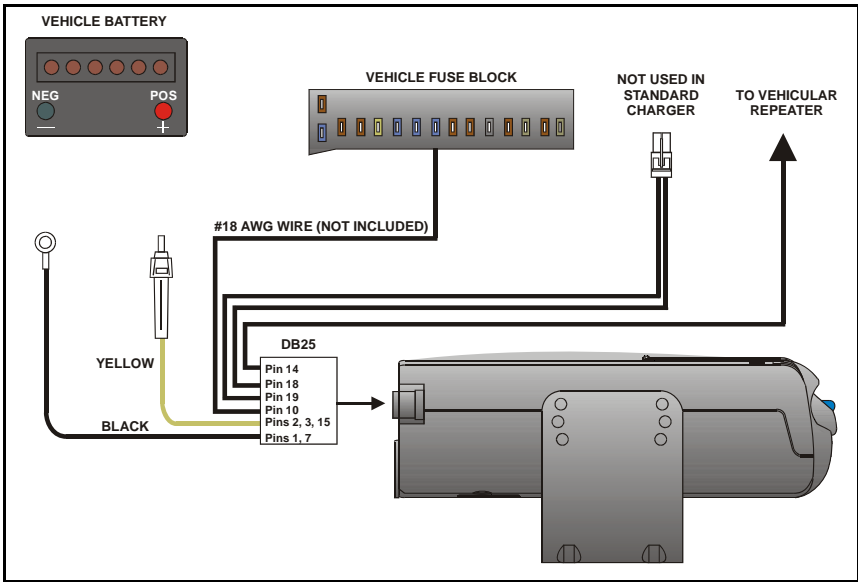 VEHICLE BATTERY
NEG
POS
—
+
VEHICLE FUSE BLOCK
NOT USED IN
STANDARD
CHARGER
TO VEHICULAR
REPEATER
#18 AWG WIRE (NOT INCLUDED)
YELLOW
BLACK
DB25
Pin 14
Pin 18
Pin 19
Pin 10
Pins 2, 3, 15
Pins 1, 7